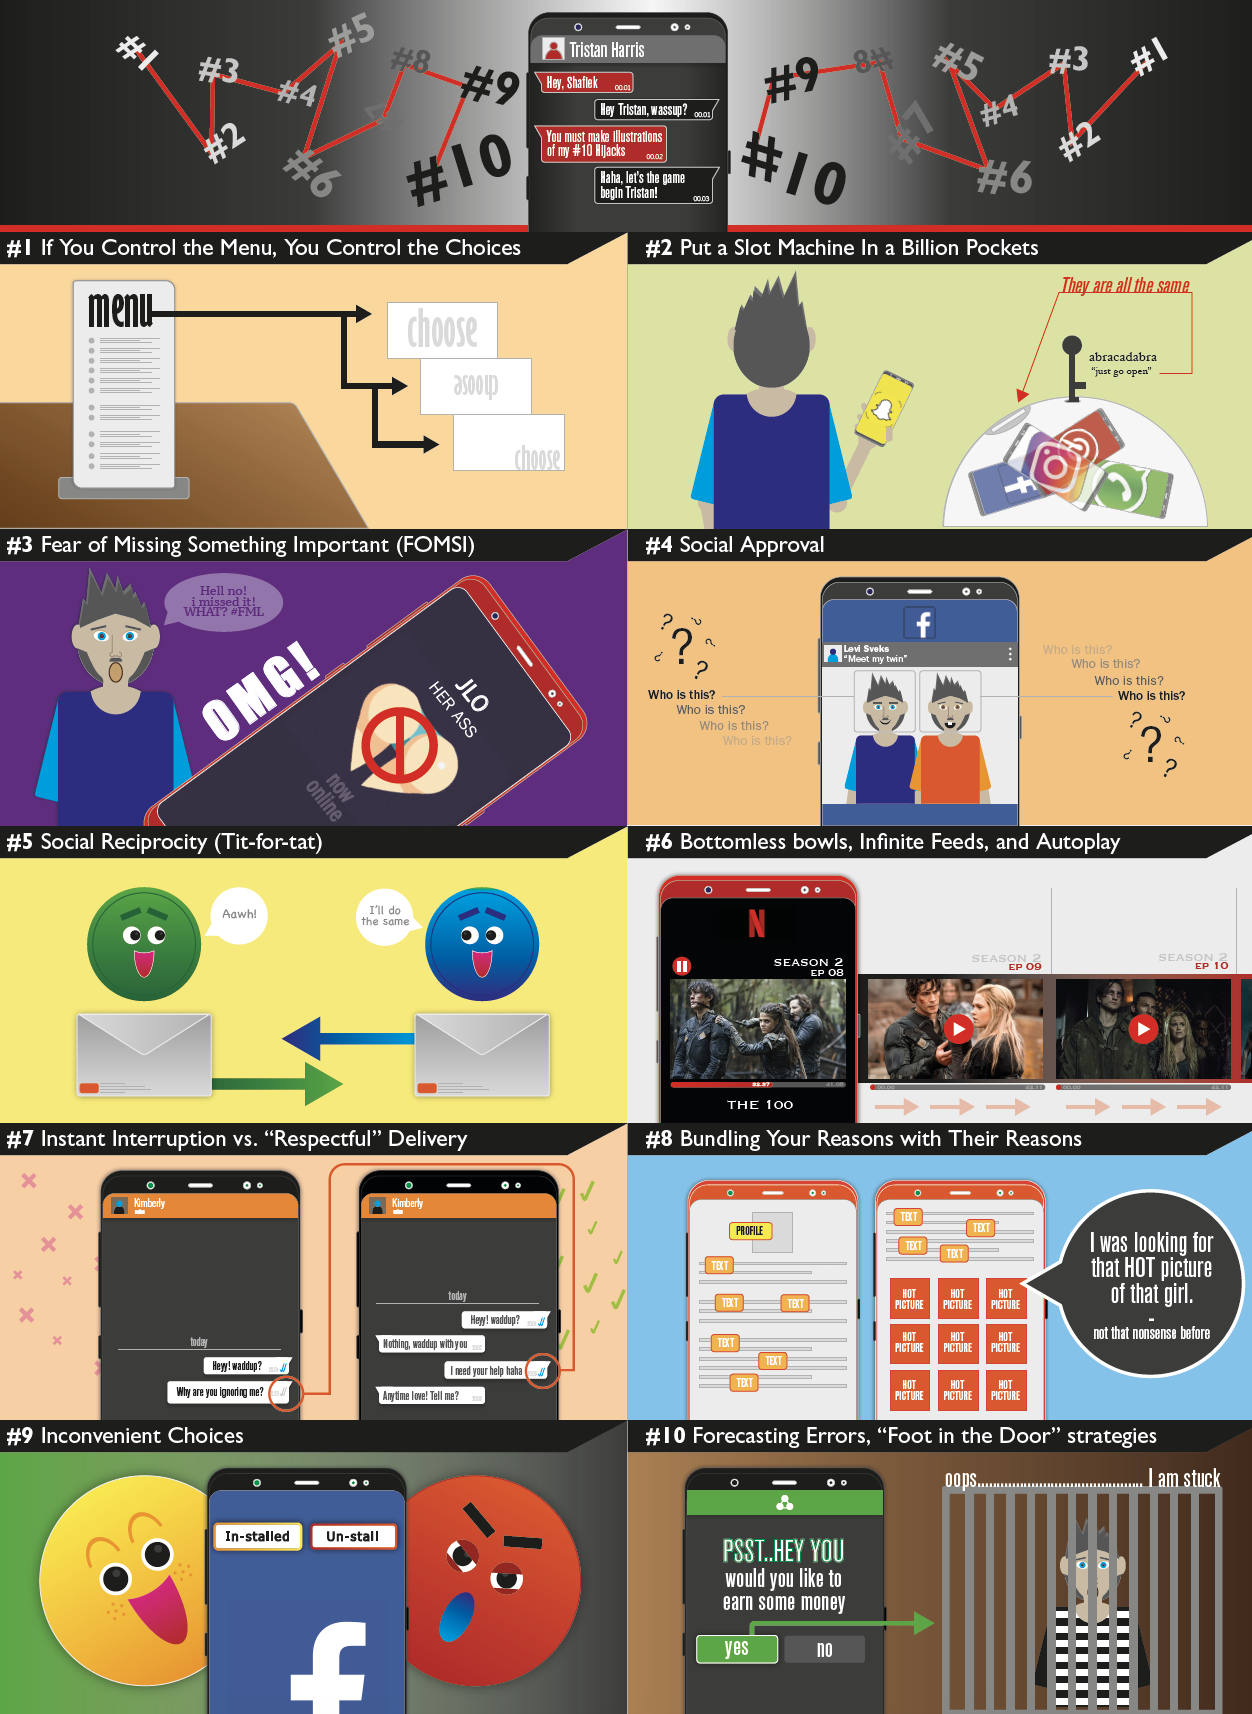 #1
#2
#3
#4
#5
#6
#8
#9
#10
Tristan Harris
Hey, Shafiek
00.01
Hey Tristan, wassup?
00.01
You must make illustrations
of my #10 Hijacks
00.02
Haha, let's the game
begin Tristan!
00.03
#9
#10
8#
#7
#5
#6
#4
#3
#2
#1
#1 If You Control the Menu, You Control the Choices
menu
choose
choose
choose
#2 Put a Slot Machine In a Billion Pockets
They are all the same
abracadabra
"just go open"
#3 Fear of Missing Something Important (FOMSI)
Hell no!
i missed it!
WHAT? #FML
OMG!
JLO
HER ASS
now
online
#4 Social Approval
Levi Sveks
"Meet my twin"
Who is this?
Who is this?
Who is this?
Who is this?
Who is this?
Who is this?
Who is this?
Who is this?
? ? ? ? ?
? ? ? ? ?
#5 Social Reciprocity (Tit-for-tat)
Aawh!
I'll do
the same
#6 Bottomless bowls, Infinite Feeds, and Autoplay
N
SEASON 2
EP 08
THE 100
SEASON 2
EP 09
SEASON 2
EP 10
#7 Instant Interruption vs. "Respectful" Delivery
Kimberly
today
Heyy! waddup?
Why are you ignoring me?
Kimberly
today
Heyy! waddup?
Nothing, waddup with you
I need your help haha
Anytime love! Tell me?
#8 Bundling Your Reasons with Their Reasons
PROFILE
TEXT
TEXT
TEXT
TEXT
TEXT
TEXT
TEXT
TEXT
TEXT
TEXT
HOT
PICTURE
HOT
PICTURE
HOT
PICTURE
HOT
PICTURE
HOT
PICTURE
HOT
PICTURE
HOT
PICTURE
HOT
PICTURE
HOT
PICTURE
I was looking for
that HOT picture
of that girl.
-
not that nonsense before
#9 Inconvenient Choices
In-stalled
Un-stall
#10 Forecasting Errors, "Foot in the Door" strategies
PSST..HEY YOU
would you like to
earn some money
yes
no
oops........................................ I am stuck